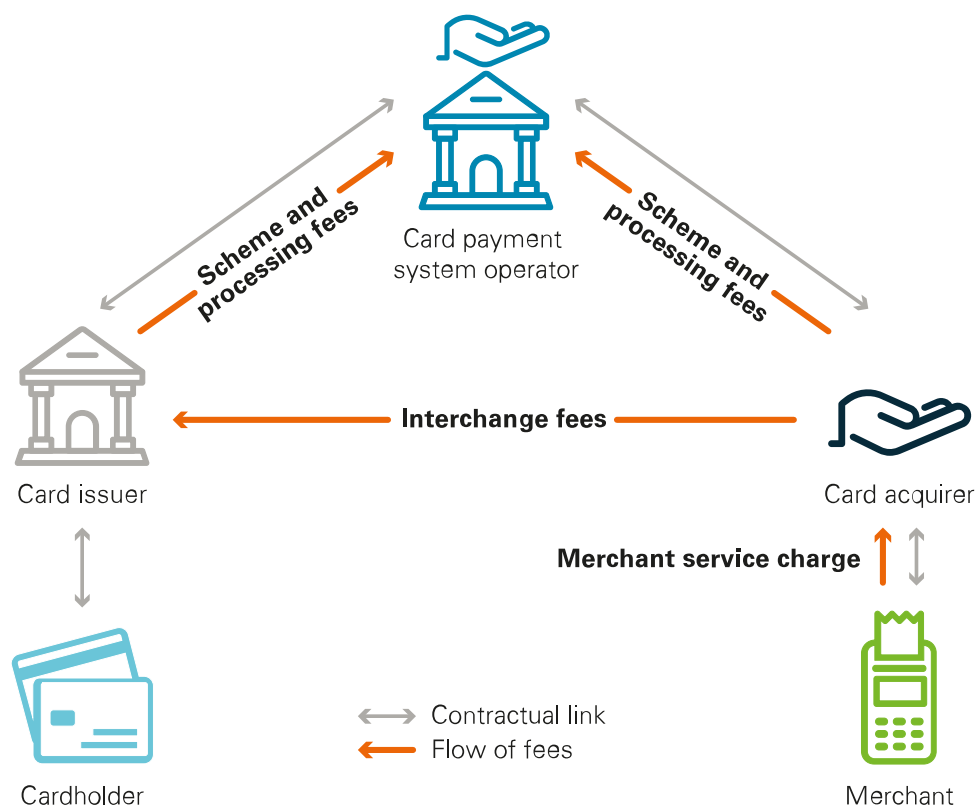 Card payment
system operator
Scheme and
processing fees
Scheme and
processing fees
Interchange fees
Card issuer
Card acquirer
Merchant service charge
Contractual link
Flow of fees
Cardholder
Merchant